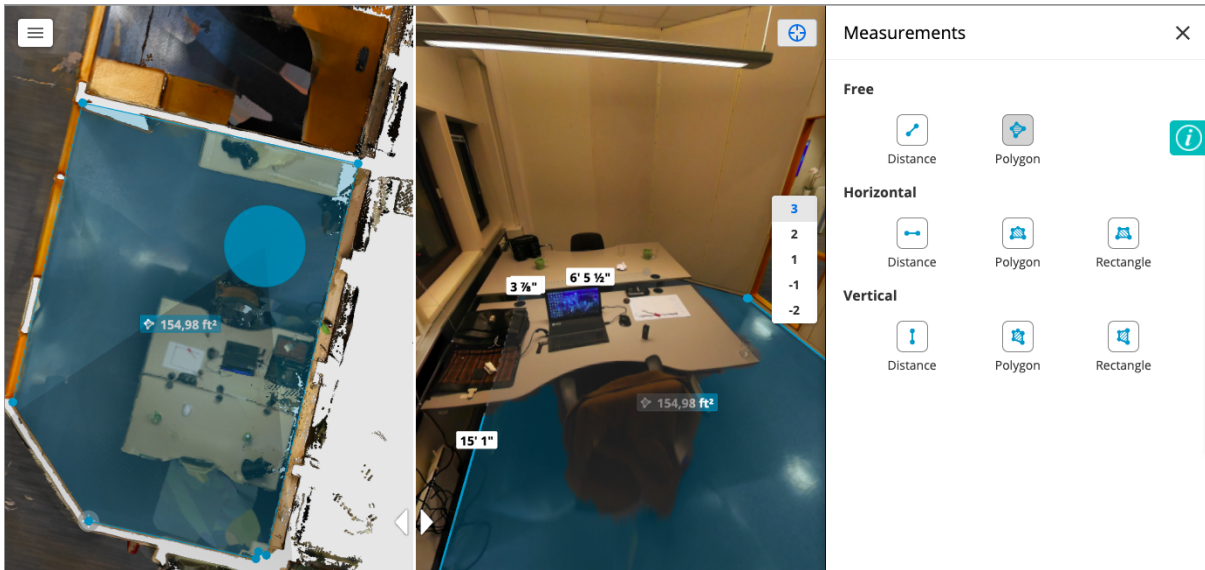 Measurements
Free
Distance
Polygon
Horizontal
Distance
Polygon
Rectangle
Vertical
Distance
Polygon
Rectangle
154,98 ft²
3
2
1
-1
-2
3 ⅞"
6' 5 ½"
154,98 ft²
15' 1"
i